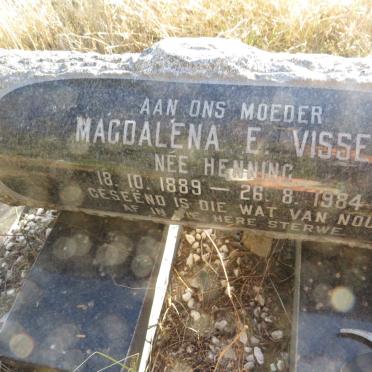 AAN ONS MOEDER
MAGDALENA E. VISSE
NÉE HENNING
18.10.1889 — 26.8.1984
GESEËND IS DIE WAT VAN NOU
AF IN DIE HERE STERWE